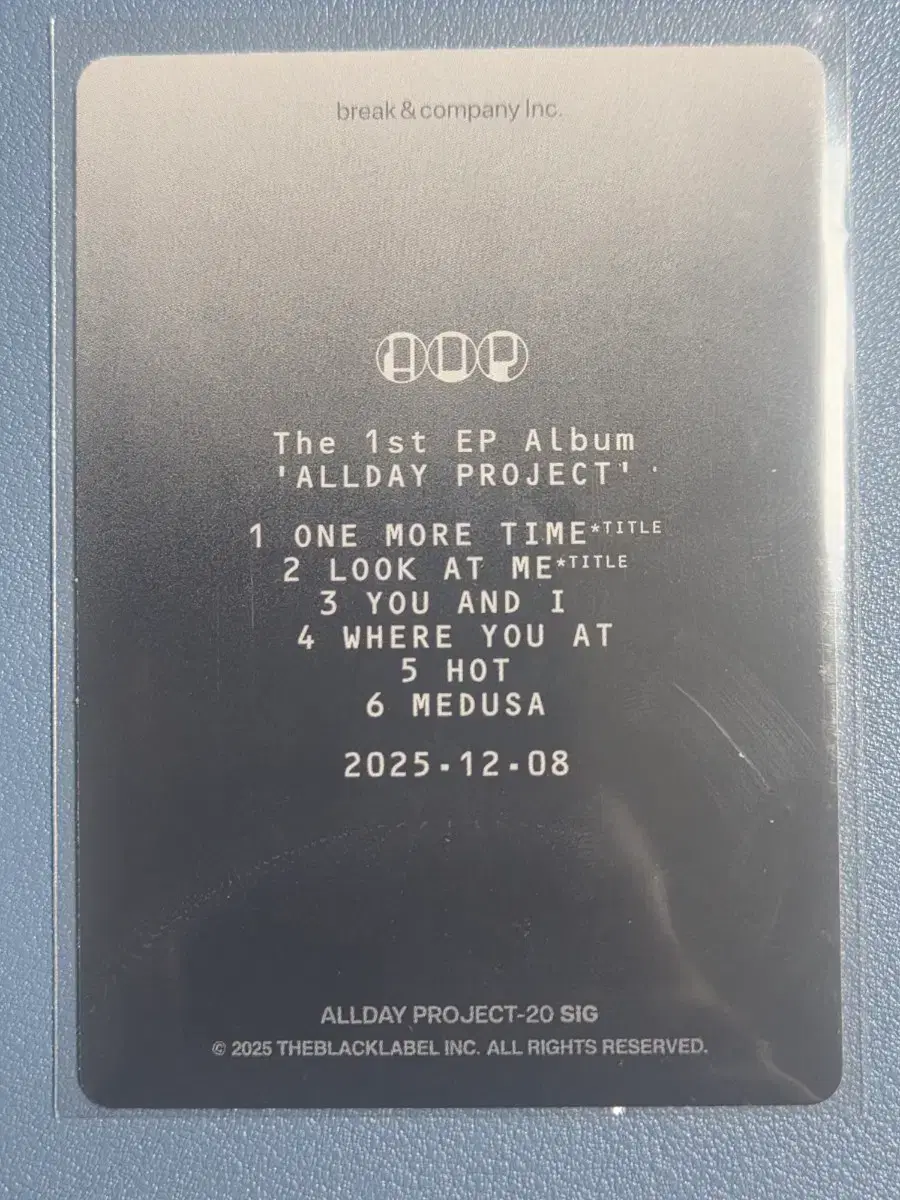 break & company Inc.
ADP
The 1st EP Album
'ALLDAY PROJECT'
1 ONE MORE TIME*TITLE
2 LOOK AT ME*TITLE
3 YOU AND I
4 WHERE YOU AT
5 HOT
6 MEDUSA
2025.12.08
ALLDAY PROJECT-20 SIG
© 2025 THEBLACKLABEL INC. ALL RIGHTS RESERVED.